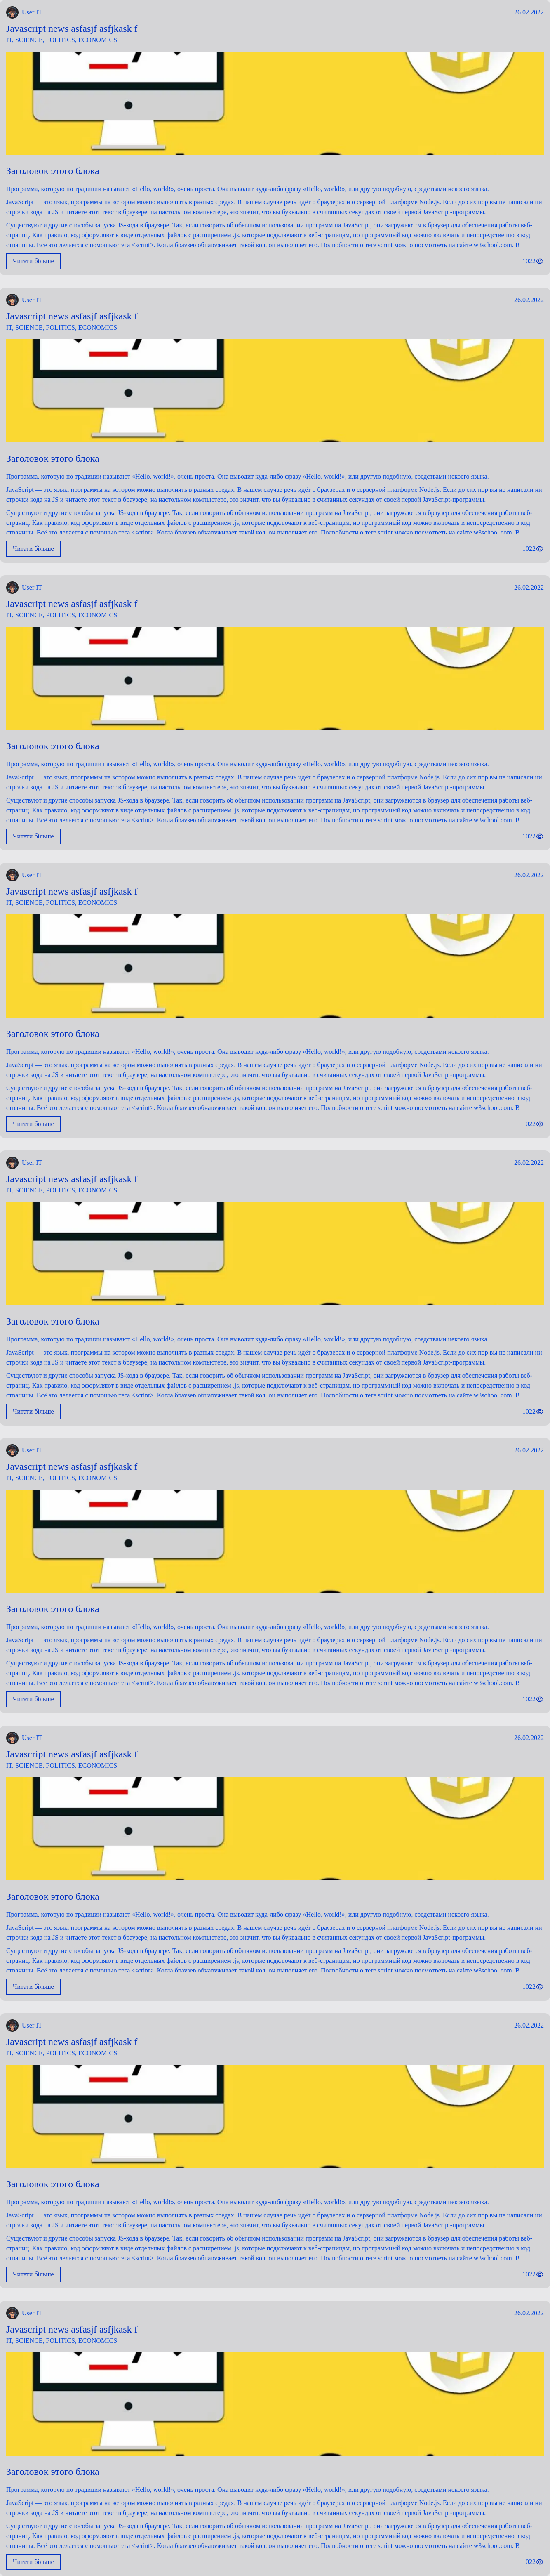 User IT
26.02.2022
Javascript news asfasjf asfjkask f
IT, SCIENCE, POLITICS, ECONOMICS
Заголовок этого блока
Программа, которую по традиции называют «Hello, world!», очень проста. Она выводит куда-либо фразу «Hello, world!», или другую подобную, средствами некоего языка.
JavaScript — это язык, программы на котором можно выполнять в разных средах. В нашем случае речь идёт о браузерах и о серверной платформе Node.js. Если до сих пор вы не написали ни
строчки кода на JS и читаете этот текст в браузере, на настольном компьютере, это значит, что вы буквально в считанных секундах от своей первой JavaScript-программы.
Существуют и другие способы запуска JS-кода в браузере. Так, если говорить об обычном использовании программ на JavaScript, они загружаются в браузер для обеспечения работы веб-
страниц. Как правило, код оформляют в виде отдельных файлов с расширением .js, которые подключают к веб-страницам, но программный код можно включать и непосредственно в код
страницы. Всё это делается с помощью тега <script>. Когда браузер обнаруживает такой код, он выполняет его. Подробности о теге script можно посмотреть на сайте w3school.com. В
Читати більше
1022
User IT
26.02.2022
Javascript news asfasjf asfjkask f
IT, SCIENCE, POLITICS, ECONOMICS
Заголовок этого блока
Программа, которую по традиции называют «Hello, world!», очень проста. Она выводит куда-либо фразу «Hello, world!», или другую подобную, средствами некоего языка.
JavaScript — это язык, программы на котором можно выполнять в разных средах. В нашем случае речь идёт о браузерах и о серверной платформе Node.js. Если до сих пор вы не написали ни
строчки кода на JS и читаете этот текст в браузере, на настольном компьютере, это значит, что вы буквально в считанных секундах от своей первой JavaScript-программы.
Существуют и другие способы запуска JS-кода в браузере. Так, если говорить об обычном использовании программ на JavaScript, они загружаются в браузер для обеспечения работы веб-
страниц. Как правило, код оформляют в виде отдельных файлов с расширением .js, которые подключают к веб-страницам, но программный код можно включать и непосредственно в код
страницы. Всё это делается с помощью тега <script>. Когда браузер обнаруживает такой код, он выполняет его. Подробности о теге script можно посмотреть на сайте w3school.com. В
Читати більше
1022
User IT
26.02.2022
Javascript news asfasjf asfjkask f
IT, SCIENCE, POLITICS, ECONOMICS
Заголовок этого блока
Программа, которую по традиции называют «Hello, world!», очень проста. Она выводит куда-либо фразу «Hello, world!», или другую подобную, средствами некоего языка.
JavaScript — это язык, программы на котором можно выполнять в разных средах. В нашем случае речь идёт о браузерах и о серверной платформе Node.js. Если до сих пор вы не написали ни
строчки кода на JS и читаете этот текст в браузере, на настольном компьютере, это значит, что вы буквально в считанных секундах от своей первой JavaScript-программы.
Существуют и другие способы запуска JS-кода в браузере. Так, если говорить об обычном использовании программ на JavaScript, они загружаются в браузер для обеспечения работы веб-
страниц. Как правило, код оформляют в виде отдельных файлов с расширением .js, которые подключают к веб-страницам, но программный код можно включать и непосредственно в код
страницы. Всё это делается с помощью тега <script>. Когда браузер обнаруживает такой код, он выполняет его. Подробности о теге script можно посмотреть на сайте w3school.com. В
Читати більше
1022
User IT
26.02.2022
Javascript news asfasjf asfjkask f
IT, SCIENCE, POLITICS, ECONOMICS
Заголовок этого блока
Программа, которую по традиции называют «Hello, world!», очень проста. Она выводит куда-либо фразу «Hello, world!», или другую подобную, средствами некоего языка.
JavaScript — это язык, программы на котором можно выполнять в разных средах. В нашем случае речь идёт о браузерах и о серверной платформе Node.js. Если до сих пор вы не написали ни
строчки кода на JS и читаете этот текст в браузере, на настольном компьютере, это значит, что вы буквально в считанных секундах от своей первой JavaScript-программы.
Существуют и другие способы запуска JS-кода в браузере. Так, если говорить об обычном использовании программ на JavaScript, они загружаются в браузер для обеспечения работы веб-
страниц. Как правило, код оформляют в виде отдельных файлов с расширением .js, которые подключают к веб-страницам, но программный код можно включать и непосредственно в код
страницы. Всё это делается с помощью тега <script>. Когда браузер обнаруживает такой код, он выполняет его. Подробности о теге script можно посмотреть на сайте w3school.com. В
Читати більше
1022
User IT
26.02.2022
Javascript news asfasjf asfjkask f
IT, SCIENCE, POLITICS, ECONOMICS
Заголовок этого блока
Программа, которую по традиции называют «Hello, world!», очень проста. Она выводит куда-либо фразу «Hello, world!», или другую подобную, средствами некоего языка.
JavaScript — это язык, программы на котором можно выполнять в разных средах. В нашем случае речь идёт о браузерах и о серверной платформе Node.js. Если до сих пор вы не написали ни
строчки кода на JS и читаете этот текст в браузере, на настольном компьютере, это значит, что вы буквально в считанных секундах от своей первой JavaScript-программы.
Существуют и другие способы запуска JS-кода в браузере. Так, если говорить об обычном использовании программ на JavaScript, они загружаются в браузер для обеспечения работы веб-
страниц. Как правило, код оформляют в виде отдельных файлов с расширением .js, которые подключают к веб-страницам, но программный код можно включать и непосредственно в код
страницы. Всё это делается с помощью тега <script>. Когда браузер обнаруживает такой код, он выполняет его. Подробности о теге script можно посмотреть на сайте w3school.com. В
Читати більше
1022
User IT
26.02.2022
Javascript news asfasjf asfjkask f
IT, SCIENCE, POLITICS, ECONOMICS
Заголовок этого блока
Программа, которую по традиции называют «Hello, world!», очень проста. Она выводит куда-либо фразу «Hello, world!», или другую подобную, средствами некоего языка.
JavaScript — это язык, программы на котором можно выполнять в разных средах. В нашем случае речь идёт о браузерах и о серверной платформе Node.js. Если до сих пор вы не написали ни
строчки кода на JS и читаете этот текст в браузере, на настольном компьютере, это значит, что вы буквально в считанных секундах от своей первой JavaScript-программы.
Существуют и другие способы запуска JS-кода в браузере. Так, если говорить об обычном использовании программ на JavaScript, они загружаются в браузер для обеспечения работы веб-
страниц. Как правило, код оформляют в виде отдельных файлов с расширением .js, которые подключают к веб-страницам, но программный код можно включать и непосредственно в код
страницы. Всё это делается с помощью тега <script>. Когда браузер обнаруживает такой код, он выполняет его. Подробности о теге script можно посмотреть на сайте w3school.com. В
Читати більше
1022
User IT
26.02.2022
Javascript news asfasjf asfjkask f
IT, SCIENCE, POLITICS, ECONOMICS
Заголовок этого блока
Программа, которую по традиции называют «Hello, world!», очень проста. Она выводит куда-либо фразу «Hello, world!», или другую подобную, средствами некоего языка.
JavaScript — это язык, программы на котором можно выполнять в разных средах. В нашем случае речь идёт о браузерах и о серверной платформе Node.js. Если до сих пор вы не написали ни
строчки кода на JS и читаете этот текст в браузере, на настольном компьютере, это значит, что вы буквально в считанных секундах от своей первой JavaScript-программы.
Существуют и другие способы запуска JS-кода в браузере. Так, если говорить об обычном использовании программ на JavaScript, они загружаются в браузер для обеспечения работы веб-
страниц. Как правило, код оформляют в виде отдельных файлов с расширением .js, которые подключают к веб-страницам, но программный код можно включать и непосредственно в код
страницы. Всё это делается с помощью тега <script>. Когда браузер обнаруживает такой код, он выполняет его. Подробности о теге script можно посмотреть на сайте w3school.com. В
Читати більше
1022
User IT
26.02.2022
Javascript news asfasjf asfjkask f
IT, SCIENCE, POLITICS, ECONOMICS
Заголовок этого блока
Программа, которую по традиции называют «Hello, world!», очень проста. Она выводит куда-либо фразу «Hello, world!», или другую подобную, средствами некоего языка.
JavaScript — это язык, программы на котором можно выполнять в разных средах. В нашем случае речь идёт о браузерах и о серверной платформе Node.js. Если до сих пор вы не написали ни
строчки кода на JS и читаете этот текст в браузере, на настольном компьютере, это значит, что вы буквально в считанных секундах от своей первой JavaScript-программы.
Существуют и другие способы запуска JS-кода в браузере. Так, если говорить об обычном использовании программ на JavaScript, они загружаются в браузер для обеспечения работы веб-
страниц. Как правило, код оформляют в виде отдельных файлов с расширением .js, которые подключают к веб-страницам, но программный код можно включать и непосредственно в код
страницы. Всё это делается с помощью тега <script>. Когда браузер обнаруживает такой код, он выполняет его. Подробности о теге script можно посмотреть на сайте w3school.com. В
Читати більше
1022
User IT
26.02.2022
Javascript news asfasjf asfjkask f
IT, SCIENCE, POLITICS, ECONOMICS
Заголовок этого блока
Программа, которую по традиции называют «Hello, world!», очень проста. Она выводит куда-либо фразу «Hello, world!», или другую подобную, средствами некоего языка.
JavaScript — это язык, программы на котором можно выполнять в разных средах. В нашем случае речь идёт о браузерах и о серверной платформе Node.js. Если до сих пор вы не написали ни
строчки кода на JS и читаете этот текст в браузере, на настольном компьютере, это значит, что вы буквально в считанных секундах от своей первой JavaScript-программы.
Существуют и другие способы запуска JS-кода в браузере. Так, если говорить об обычном использовании программ на JavaScript, они загружаются в браузер для обеспечения работы веб-
страниц. Как правило, код оформляют в виде отдельных файлов с расширением .js, которые подключают к веб-страницам, но программный код можно включать и непосредственно в код
страницы. Всё это делается с помощью тега <script>. Когда браузер обнаруживает такой код, он выполняет его. Подробности о теге script можно посмотреть на сайте w3school.com. В
Читати більше
1022